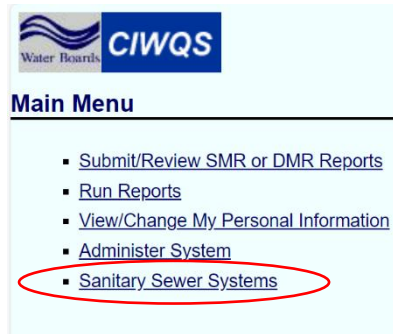 Water Boards CIWQS
Main Menu
Submit/Review SMR or DMR Reports
Run Reports
View/Change My Personal Information
Administer System
Sanitary Sewer Systems